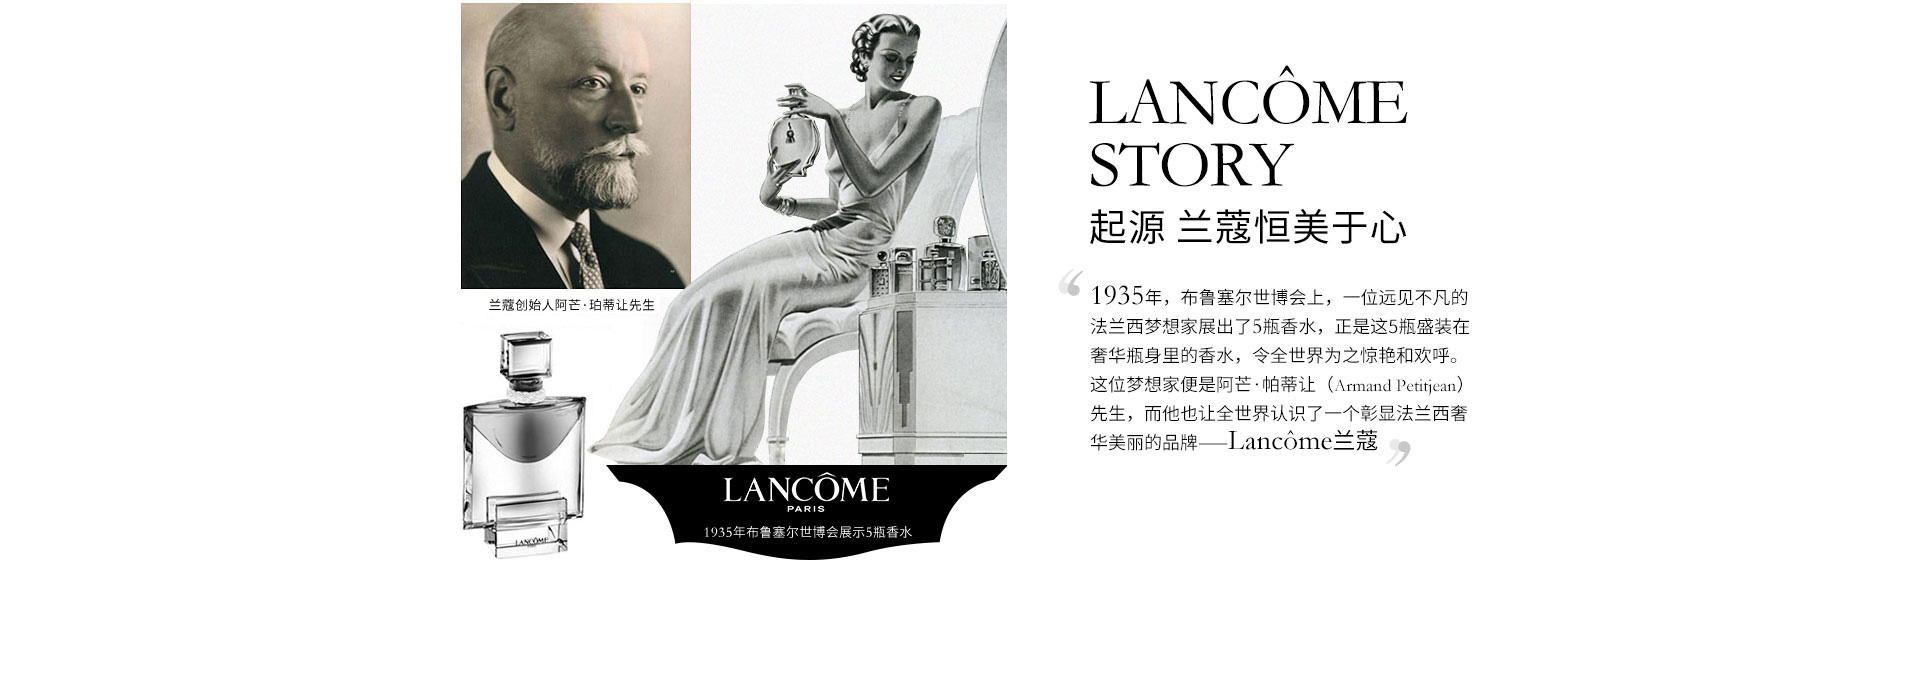 兰蔻创始人阿芒·珀蒂让先生
LANCÔME
PARIS
LANCÔME
PARIS
1935年布鲁塞尔世博会展示5瓶香水
LANCÔME
STORY
起源 兰蔻恒美于心
“1935年，布鲁塞尔世博会上，一位远见不凡的
法兰西梦想家展出了5瓶香水，正是这5瓶盛装在
奢华瓶身里的香水，令全世界为之惊艳和欢呼。
这位梦想家便是阿芒·帕蒂让（Armand Petitjean）
先生，而他也让全世界认识了一个彰显法兰西奢
华美丽的品牌——Lancôme兰蔻”